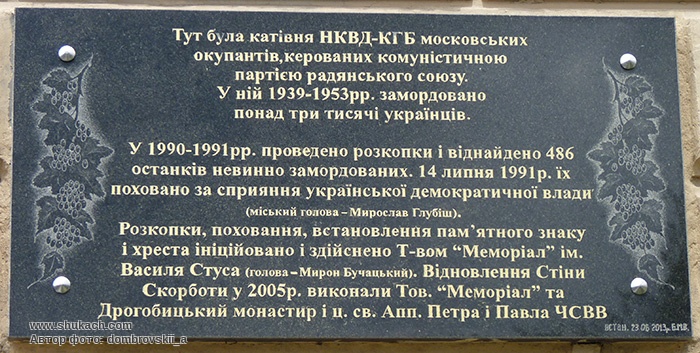 Тут була катівня НКВД-КГБ московських
окупантів,керованих комуністичною
партією радянського союзу.
У ній 1939-1953рр. замордовано
понад три тисячі українців.
У 1990-1991рр. проведено розкопки і віднайдено 486
останків невинно замордованих. 14 липня 1991р. їх
поховано за сприяння української демократичної влади
(міський голова – Мирослав Глубіш).
Розкопки, поховання, встановлення пам’ятного знаку
і хреста ініційовано і здійснено Т-вом “Меморіал” ім.
Василя Стуса (голова – Мирон Бучацький). Відновлення Стіни
Скорботи у 2005р. виконали Тов. “Меморіал” та
Дрогобицький монастир і ц. св. Апп. Петра і Павла ЧСВВ
встан. 23.06 2013р. Б.М.В.
www.shukach.com
Автор фото: dombrovskii_a